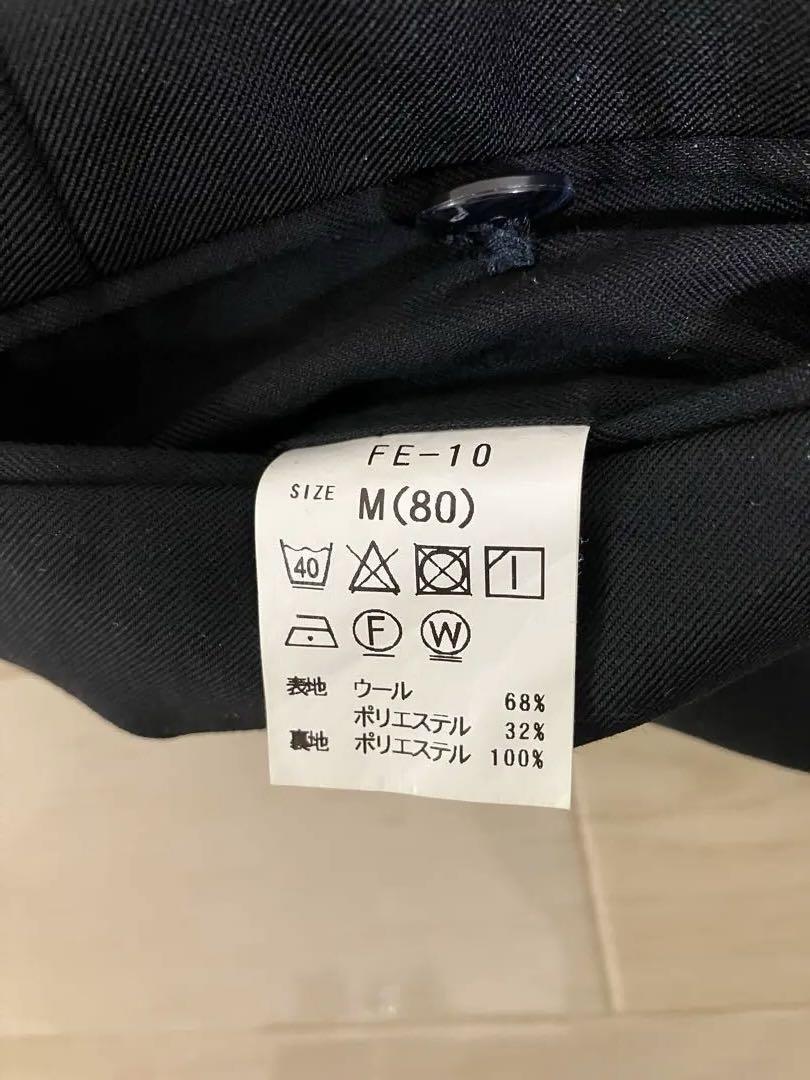 FE-10
SIZE M(80)
40
F W
表地 ウール 68%
ポリエステル 32%
裏地 ポリエステル 100%